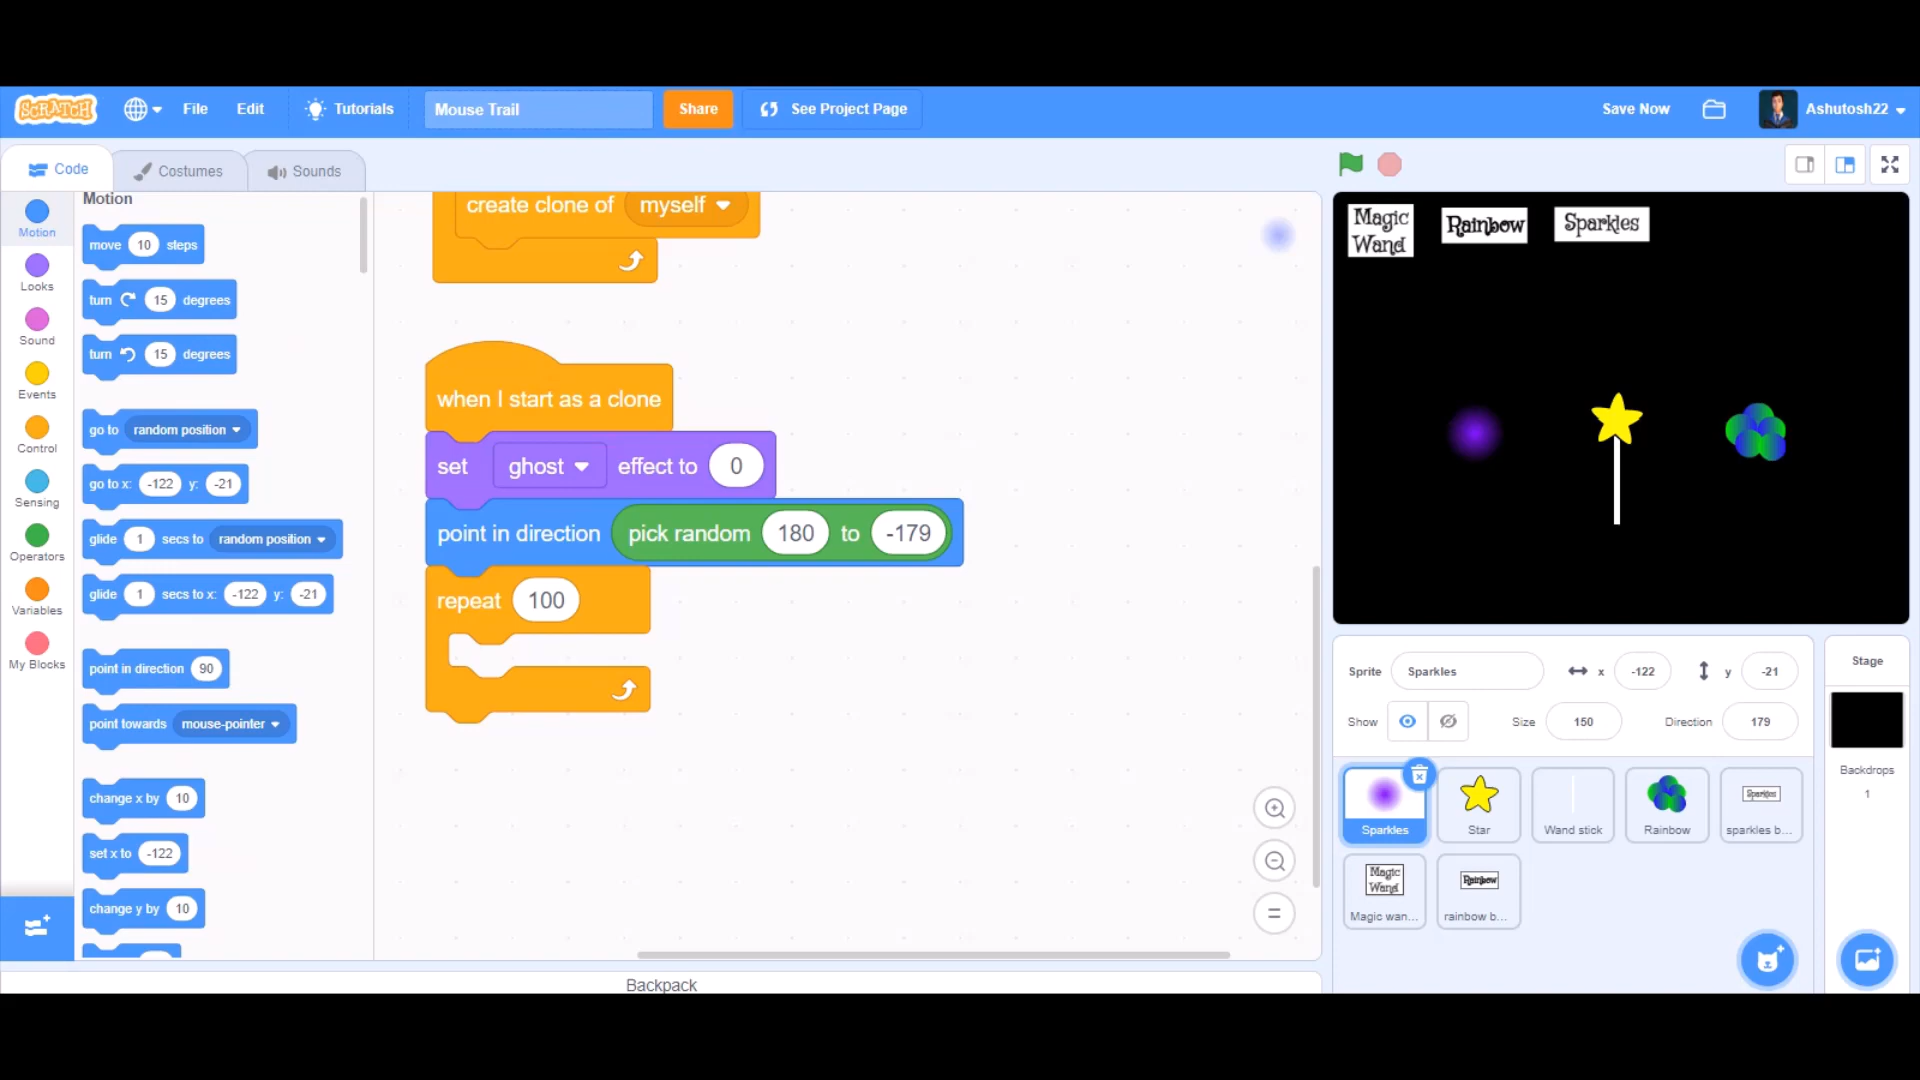 SCRATCH File Edit Tutorials Mouse Trail Share See Project Page Save Now Ashutosh22
Code Costumes Sounds
Motion
Motion
Looks
Sound
Events
Control
Sensing
Operators
Variables
My Blocks
move 10 steps
turn 15 degrees
turn 15 degrees
go to random position
go to x: -122 y: -21
glide 1 secs to random position
glide 1 secs to x: -122 y: -21
point in direction 90
point towards mouse-pointer
change x by 10
set x to -122
change y by 10
create clone of myself
when I start as a clone
set ghost effect to 0
point in direction pick random 180 to -179
repeat 100
Backpack
Magic
Wand
Rainbow
Sparkles
Sprite Sparkles x -122 y -21
Show Size 150 Direction 179
Stage
Backdrops
1
Sparkles
Star
Wand stick
Rainbow
Sparkles
sparkles b...
Magic
Wand
Magic wan...
Rainbow
rainbow b...